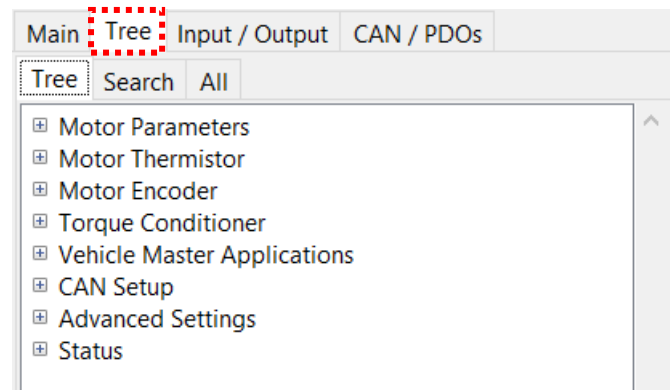 Main Tree Input / Output CAN / PDOs
Tree Search All
Motor Parameters
Motor Thermistor
Motor Encoder
Torque Conditioner
Vehicle Master Applications
CAN Setup
Advanced Settings
Status